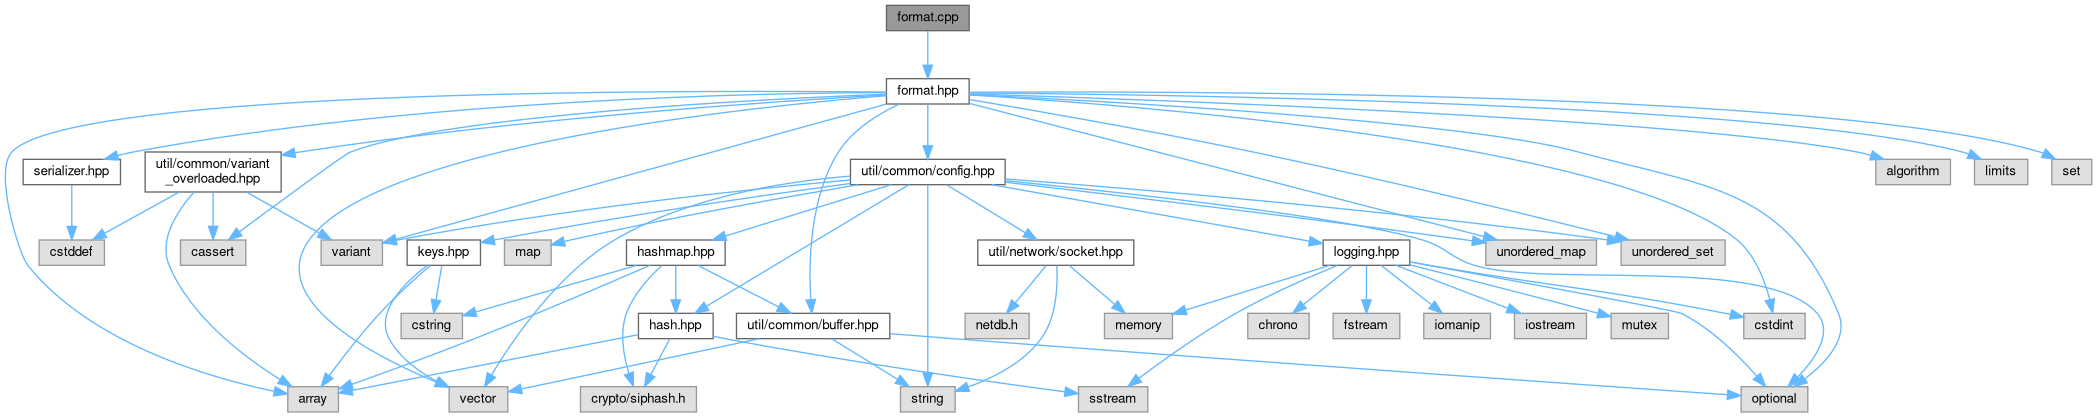 format.cpp
format.hpp
serializer.hpp
util/common/variant
_overloaded.hpp
util/common/config.hpp
algorithm
limits
set
cstddef
cassert
variant
keys.hpp
map
hashmap.hpp
util/network/socket.hpp
logging.hpp
unordered_map
unordered_set
cstring
hash.hpp
util/common/buffer.hpp
netdb.h
memory
chrono
fstream
iomanip
iostream
mutex
cstdint
array
vector
crypto/siphash.h
string
sstream
optional